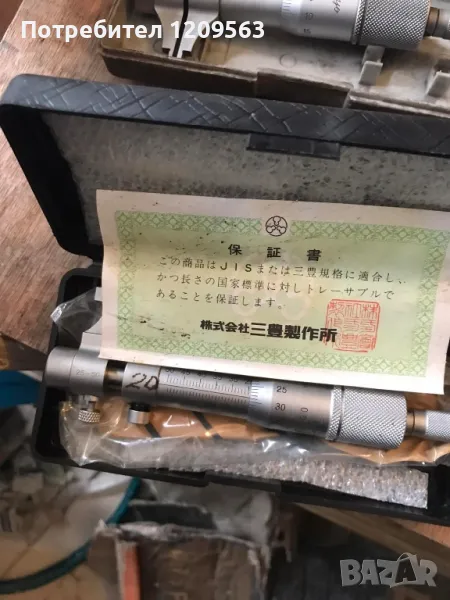 Потребител 1209563
保証書
この商品はJISまたは三豊規格に適合し、
かつ長さの国家標準に対しトレーサブルで
あることを保証します。
株式会社三豊製作所
20
25
30
0
BAZAR